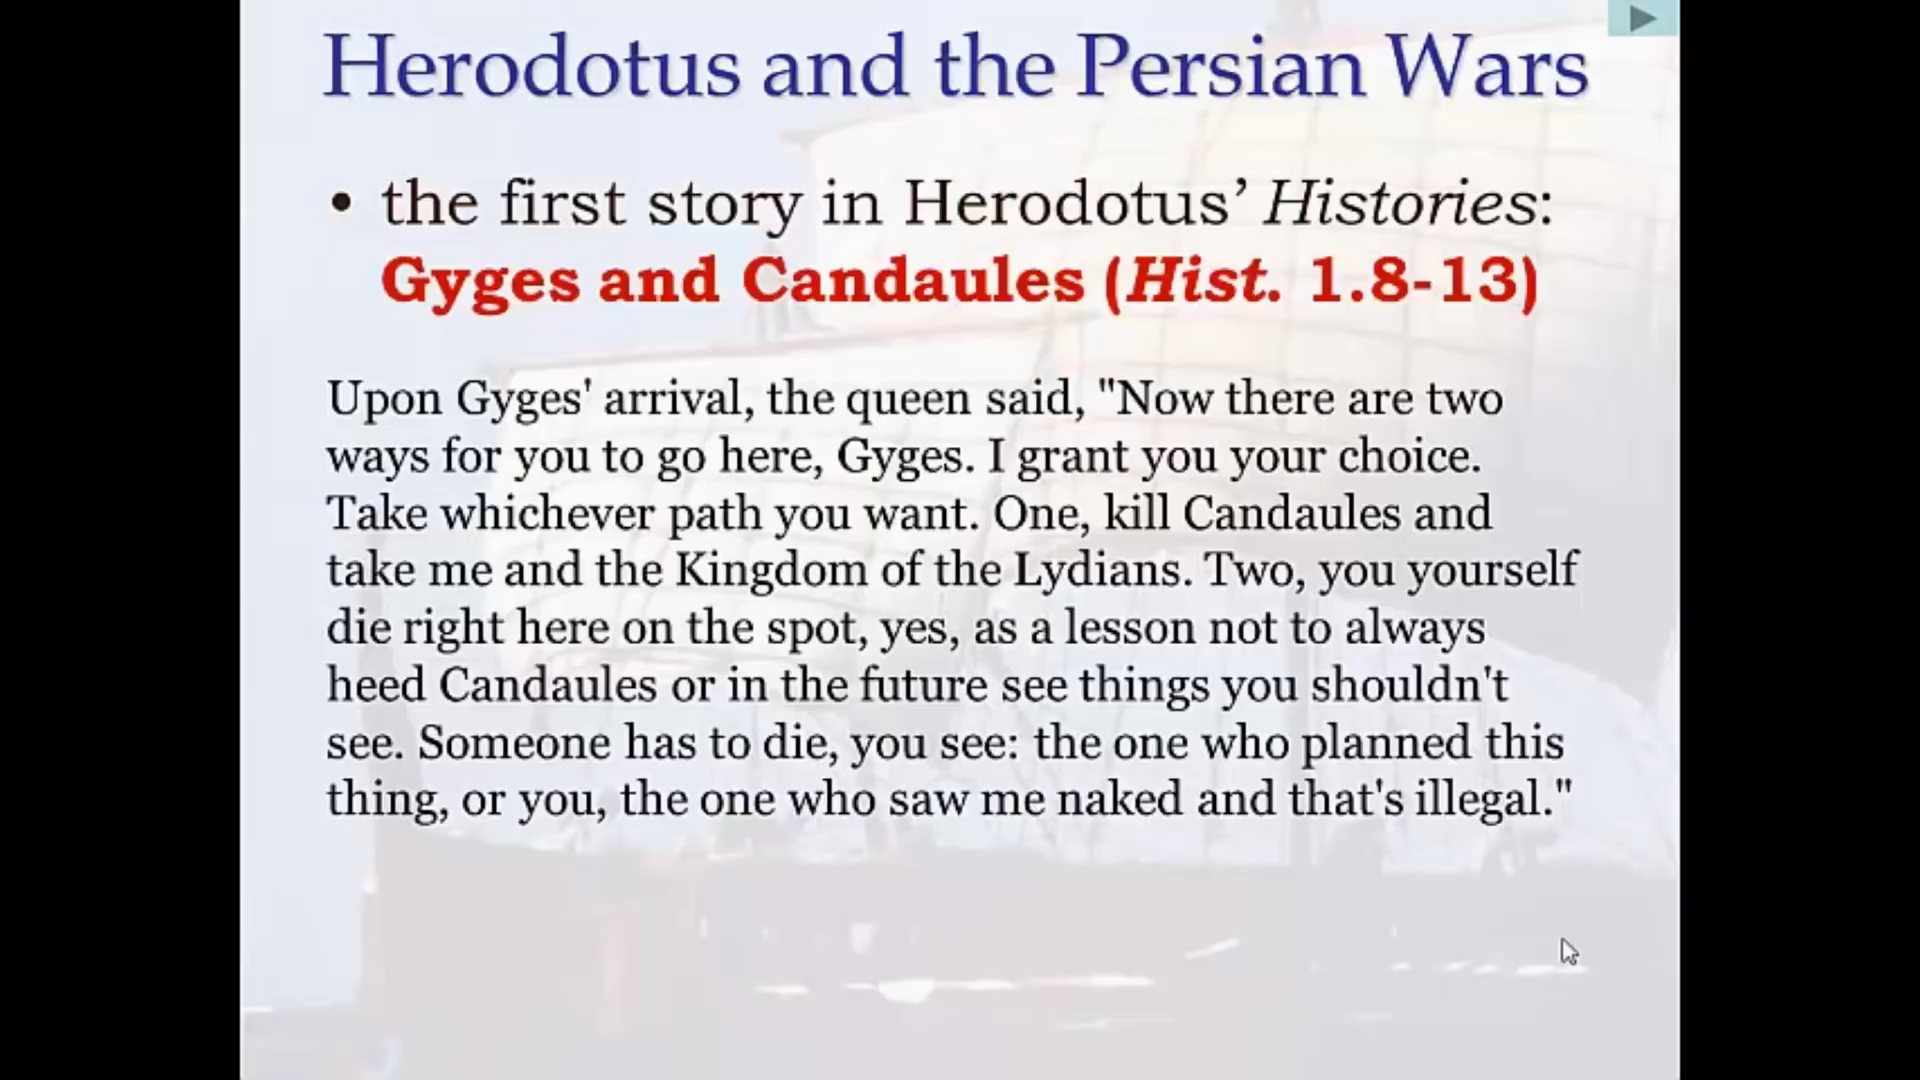 Herodotus and the Persian Wars
• the first story in Herodotus’ Histories:
Gyges and Candaules (Hist. 1.8-13)
Upon Gyges' arrival, the queen said, "Now there are two
ways for you to go here, Gyges. I grant you your choice.
Take whichever path you want. One, kill Candaules and
take me and the Kingdom of the Lydians. Two, you yourself
die right here on the spot, yes, as a lesson not to always
heed Candaules or in the future see things you shouldn't
see. Someone has to die, you see: the one who planned this
thing, or you, the one who saw me naked and that's illegal."